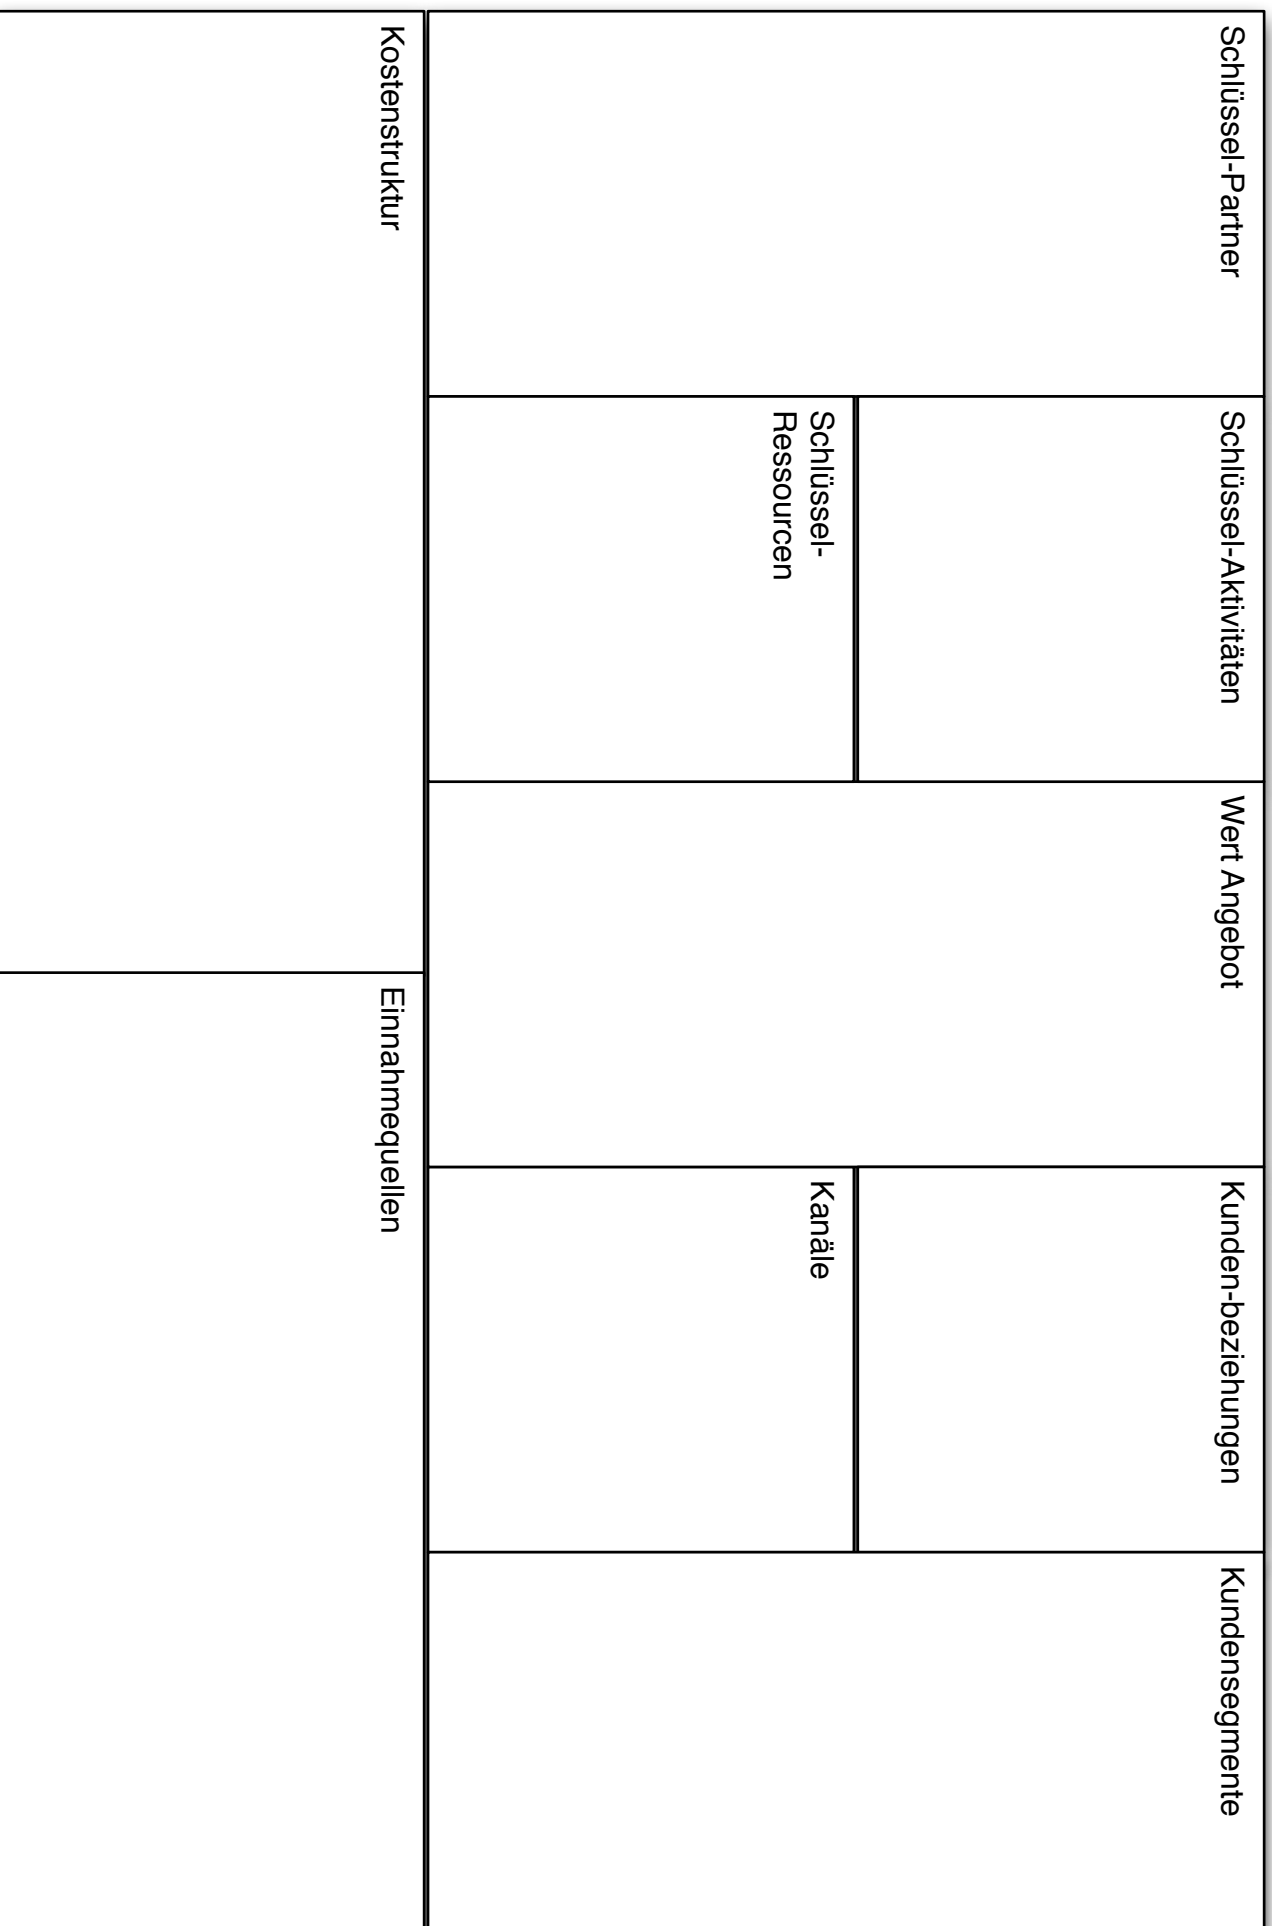 Schlüssel-Partner
Schlüssel-Aktivitäten
Schlüssel-
Ressourcen
Wert Angebot
Kunden-beziehungen
Kanäle
Kundensegmente
Kostenstruktur
Einnahmequellen